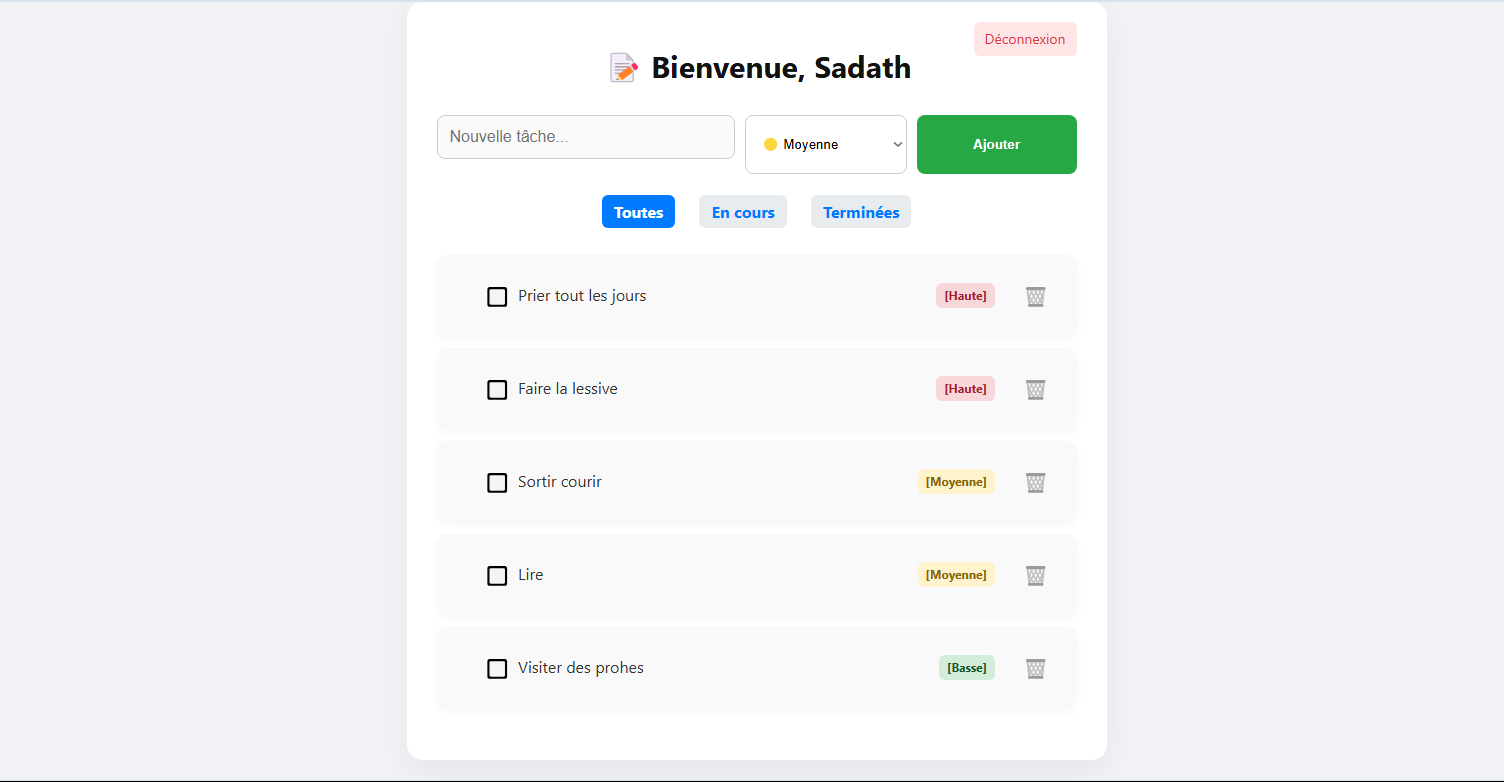 Déconnexion
📝 Bienvenue, Sadath
Nouvelle tâche...
Moyenne
Ajouter
Toutes
En cours
Terminées
Prier tout les jours [Haute]
Faire la lessive [Haute]
Sortir courir [Moyenne]
Lire [Moyenne]
Visiter des prohes [Basse]